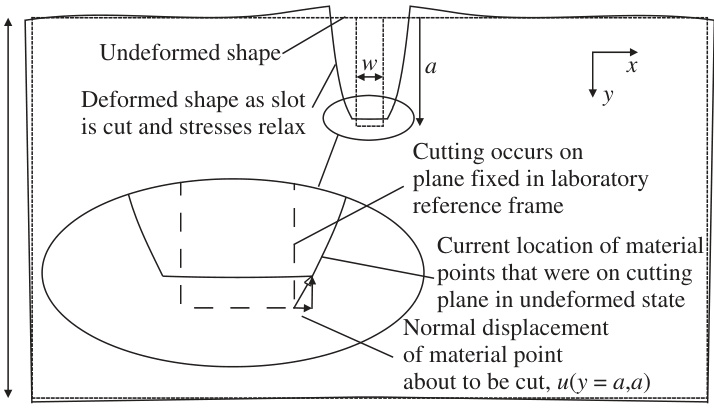 Undeformed shape
w
a
x
y
Deformed shape as slot
is cut and stresses relax
Cutting occurs on
plane fixed in laboratory
reference frame
Current location of material
points that were on cutting
plane in undeformed state
Normal displacement
of material point
about to be cut, u(y = a,a)